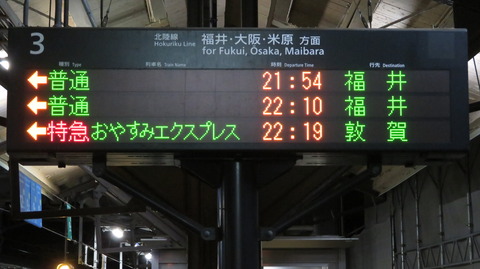 3 北陸線 Hokuriku Line 福井・大阪・米原 方面 for Fukui, Osaka, Maibara
種別 Type 列車名 Train Name 時刻 Departure Time 行先 Destination
←普通 21:54 福井
←普通 22:10 福井
←特急 おやすみエクスプレス 22:19 敦賀